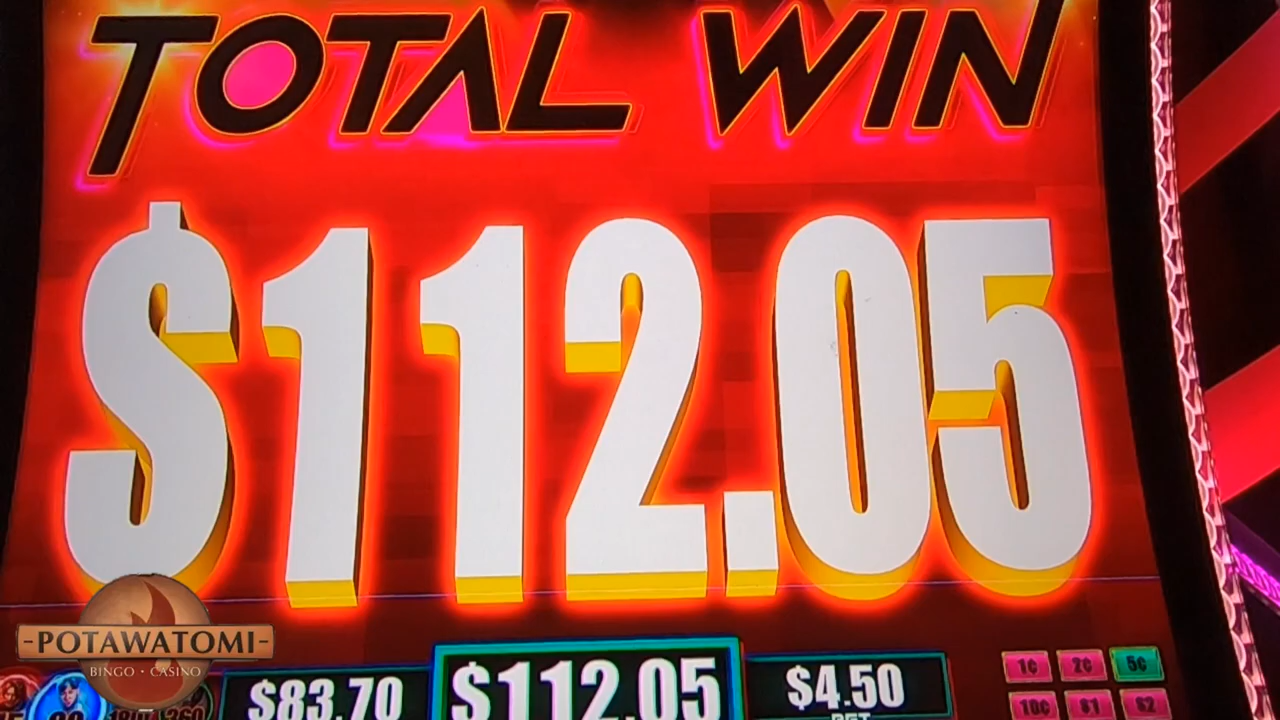 TOTAL WIN
$112.05
-POTAWATOMI-
BINGO • CASINO
$83.70
$112.05
$4.50
BET
1¢ 2¢ 5¢
10¢ $1 $2